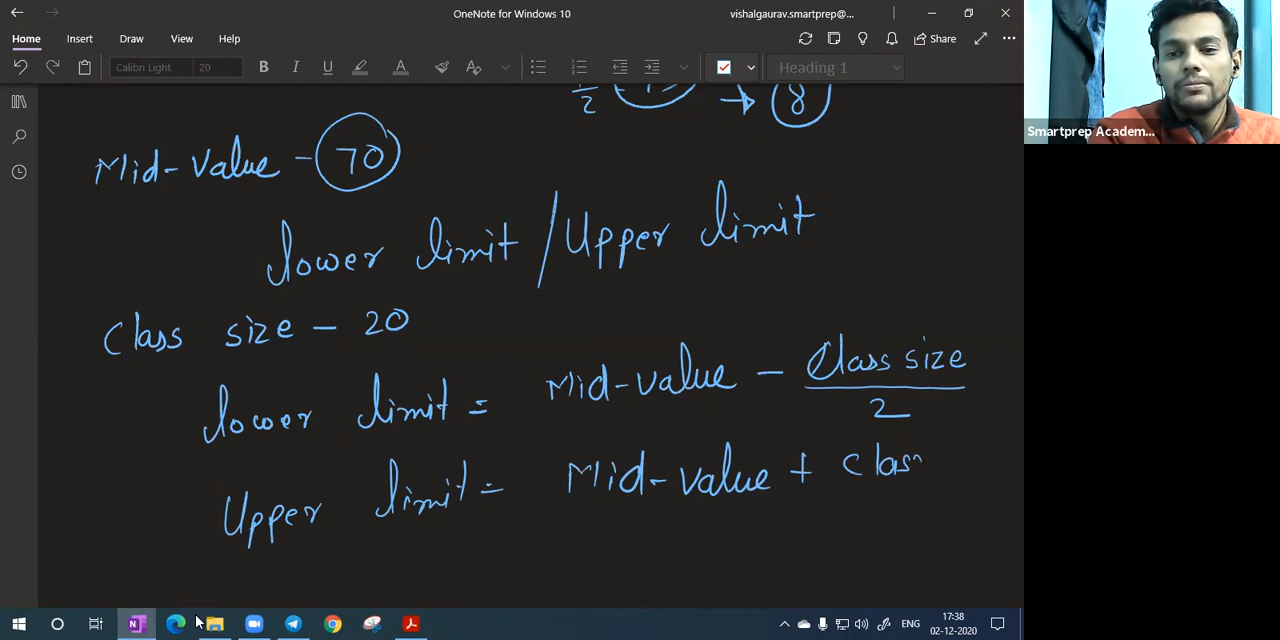 OneNote for Windows 10
vishalgaurav.smartprep@...
Home Insert Draw View Help
Share
Calibri Light 20
B I U A
Heading 1
Smartprep Academ...
1/2 → 8
Mid-Value - 70
lower limit / Upper limit
Class size - 20
lower limit = Mid-value - Class size / 2
Upper limit = Mid-value + clas
ENG
17:38
02-12-2020